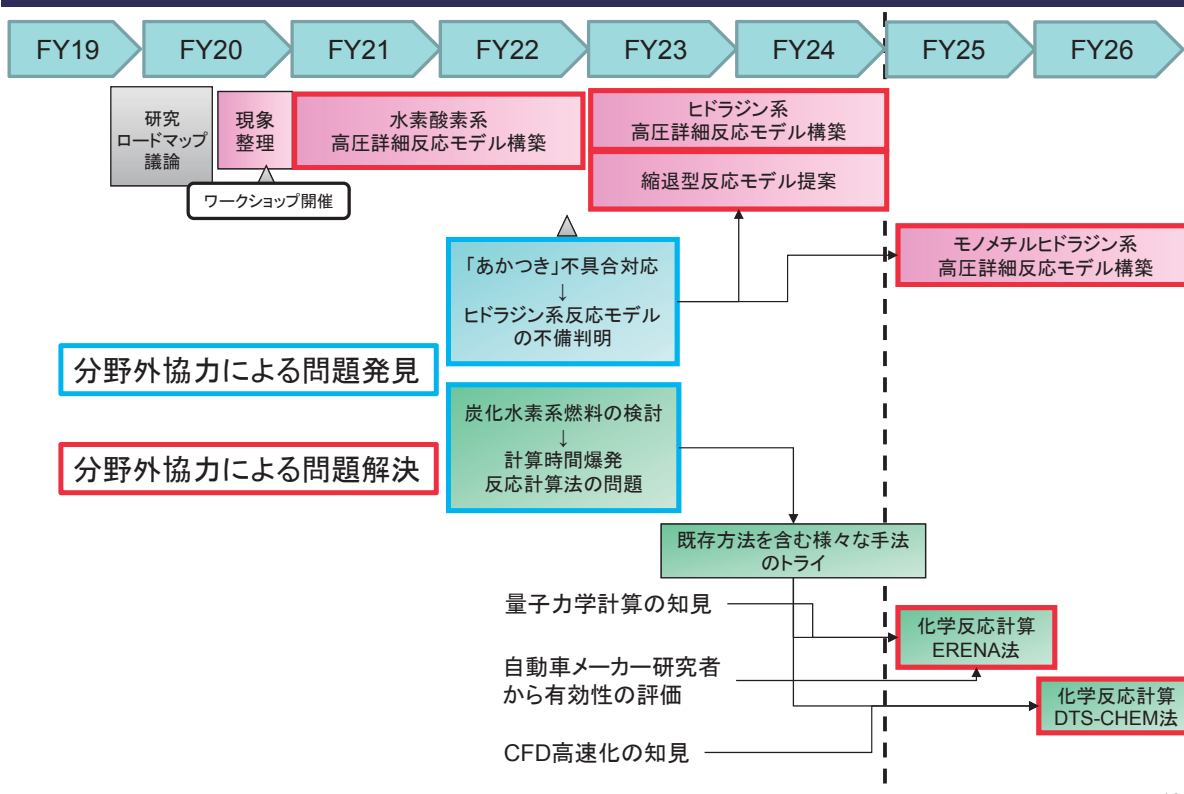 FY19
FY20
FY21
FY22
FY23
FY24
FY25
FY26
研究
ロードマップ
議論
現象
整理
水素酸素系
高圧詳細反応モデル構築
ヒドラジン系
高圧詳細反応モデル構築
縮退型反応モデル提案
ワークショップ開催
モノメチルヒドラジン系
高圧詳細反応モデル構築
「あかつき」不具合対応
↓
ヒドラジン系反応モデル
の不備判明
分野外協力による問題発見
炭化水素系燃料の検討
↓
計算時間爆発
反応計算法の問題
分野外協力による問題解決
既存方法を含む様々な手法
のトライ
量子力学計算の知見
化学反応計算
ERENA法
自動車メーカー研究者
から有効性の評価
化学反応計算
DTS-CHEM法
CFD高速化の知見